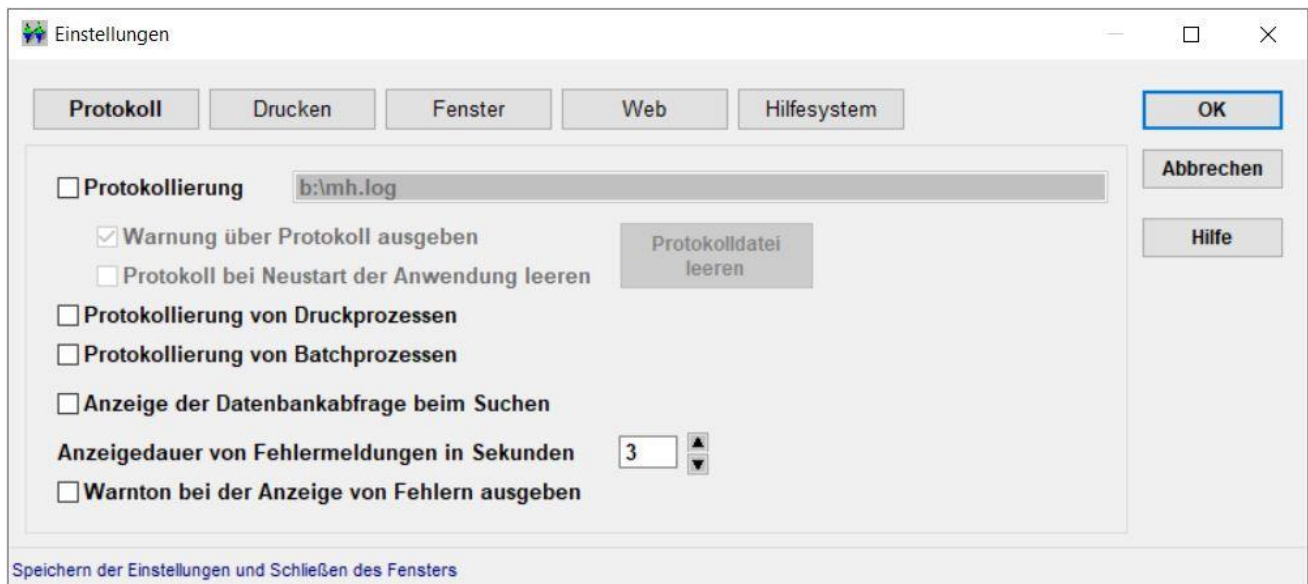 Einstellungen
Protokoll Drucken Fenster Web Hilfesystem OK
Abbrechen
Protokollierung b:\mh.log
Hilfe
Warnung über Protokoll ausgeben
Protokolldatei
leeren
Protokoll bei Neustart der Anwendung leeren
Protokollierung von Druckprozessen
Protokollierung von Batchprozessen
Anzeige der Datenbankabfrage beim Suchen
Anzeigedauer von Fehlermeldungen in Sekunden 3
Warnton bei der Anzeige von Fehlern ausgeben
Speichern der Einstellungen und Schließen des Fensters